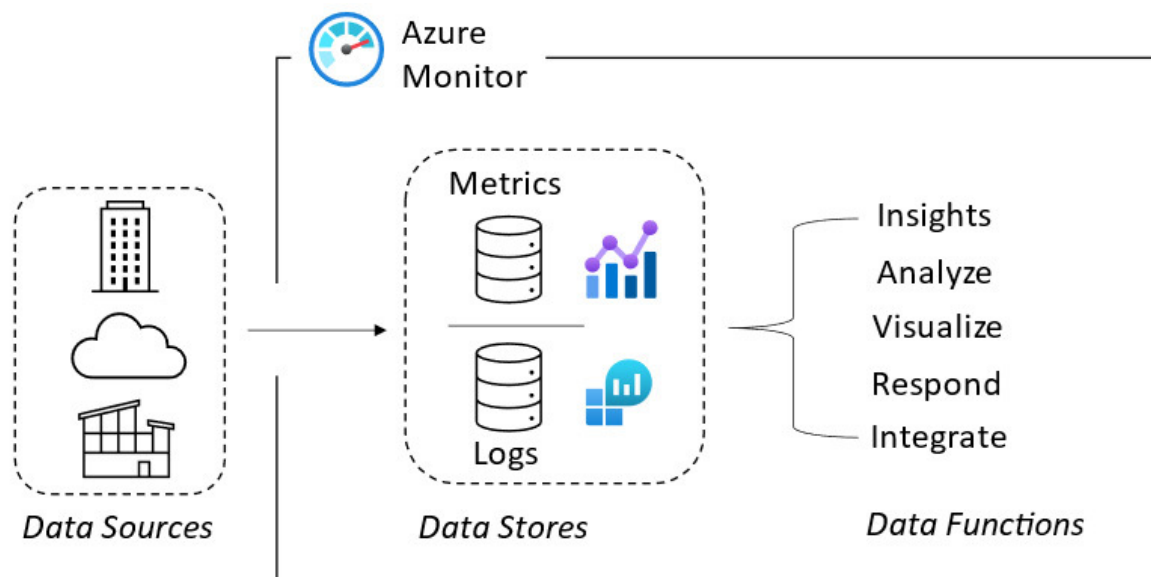 Azure
Monitor
Metrics
Logs
Insights
Analyze
Visualize
Respond
Integrate
Data Sources
Data Stores
Data Functions